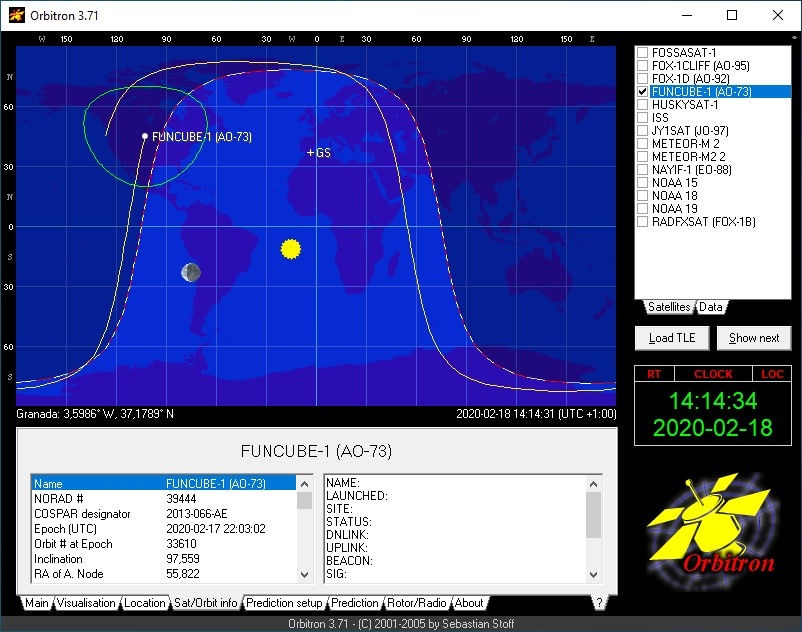 Orbitron 3.71
W 150 120 90 60 30 W 0 E 30 60 90 120 150 E
N
60
30
N
0
S
30
60
S
FUNCUBE-1 (AO-73)
GS
Granada: 3,5986° W, 37,1789° N
2020-02-18 14:14:31 (UTC +1:00)
FOSSASAT-1
FOX-1CLIFF (AO-95)
FOX-1D (AO-92)
FUNCUBE-1 (AO-73)
HUSKYSAT-1
ISS
JY1SAT (JO-97)
METEOR-M 2
METEOR-M2 2
NAYIF-1 (EO-88)
NOAA 15
NOAA 18
NOAA 19
RADFXSAT (FOX-1B)
Satellites Data
Load TLE Show next
RT CLOCK LOC
14:14:34
2020-02-18
Orbitron
FUNCUBE-1 (AO-73)
Name FUNCUBE-1 (AO-73)
NORAD # 39444
COSPAR designator 2013-066-AE
Epoch (UTC) 2020-02-17 22:03:02
Orbit # at Epoch 33610
Inclination 97,559
RA of A. Node 55,822
NAME:
LAUNCHED:
SITE:
STATUS:
DNLINK:
UPLINK:
BEACON:
SIG:
Main Visualisation Location Sat/Orbit info Prediction setup Prediction Rotor/Radio About ?
Orbitron 3.71 - (C) 2001-2005 by Sebastian Stoff